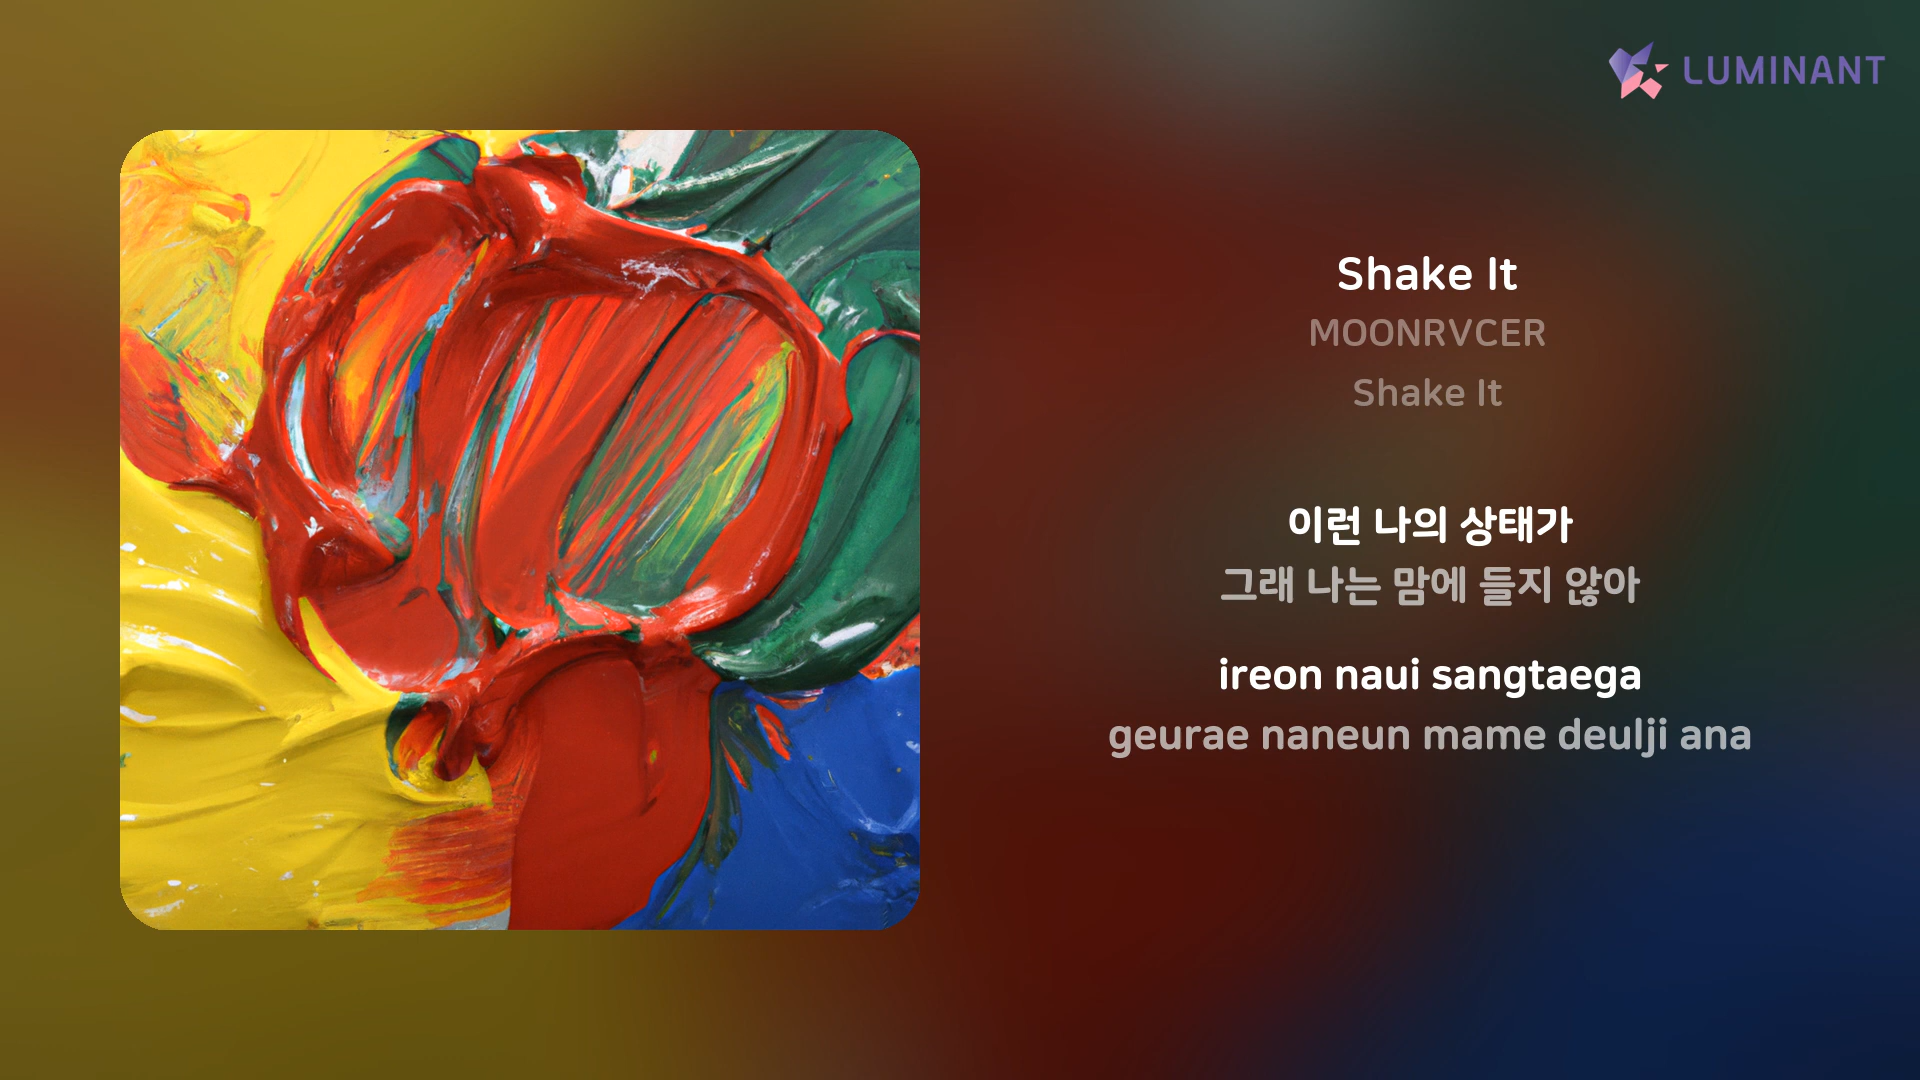 LUMINANT
Shake It
MOONRVCER
Shake It
이런 나의 상태가
그래 나는 맘에 들지 않아
ireon naui sangtaega
geurae naneun mame deulji ana